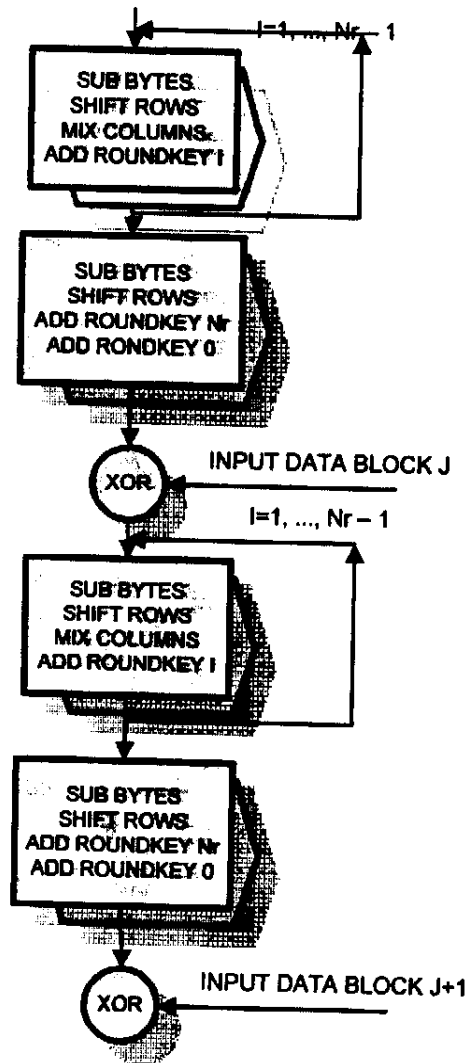 I=1, ..., Nr – 1
SUB BYTES
SHIFT ROWS
MIX COLUMNS
ADD ROUNDKEY I
SUB BYTES
SHIFT ROWS
ADD ROUNDKEY Nr
ADD RONDKEY 0
XOR
INPUT DATA BLOCK J
I=1, ..., Nr – 1
SUB BYTES
SHIFT ROWS
MIX COLUMNS
ADD ROUNDKEY I
SUB BYTES
SHIFT ROWS
ADD ROUNDKEY Nr
ADD ROUNDKEY 0
XOR
INPUT DATA BLOCK J+1